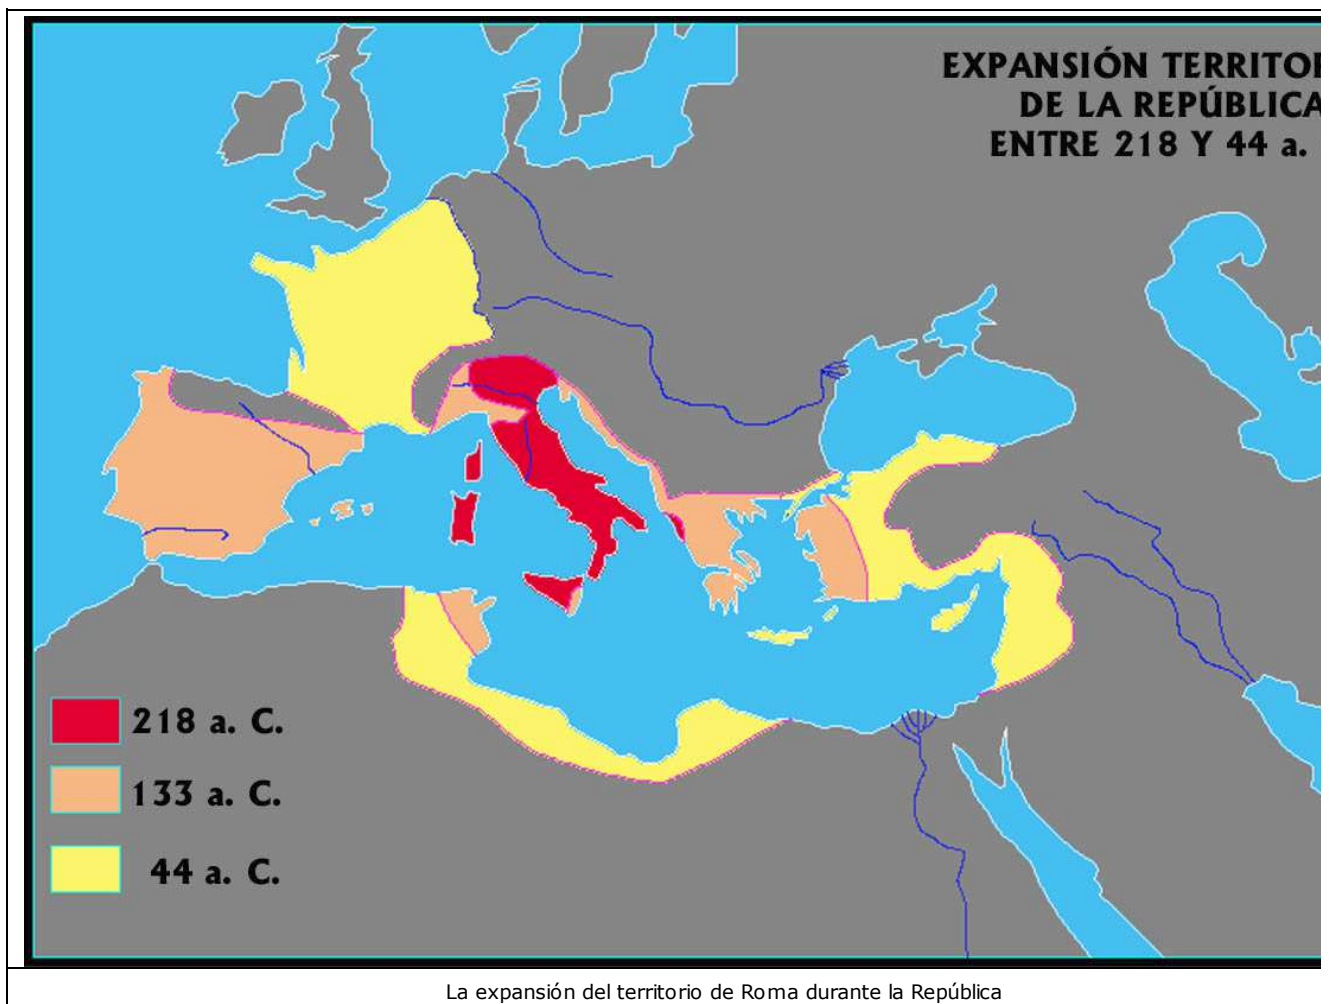 EXPANSIÓN TERRITOR
DE LA REPÚBLICA
ENTRE 218 Y 44 a.
218 a. C.
133 a. C.
44 a. C.
La expansión del territorio de Roma durante la República